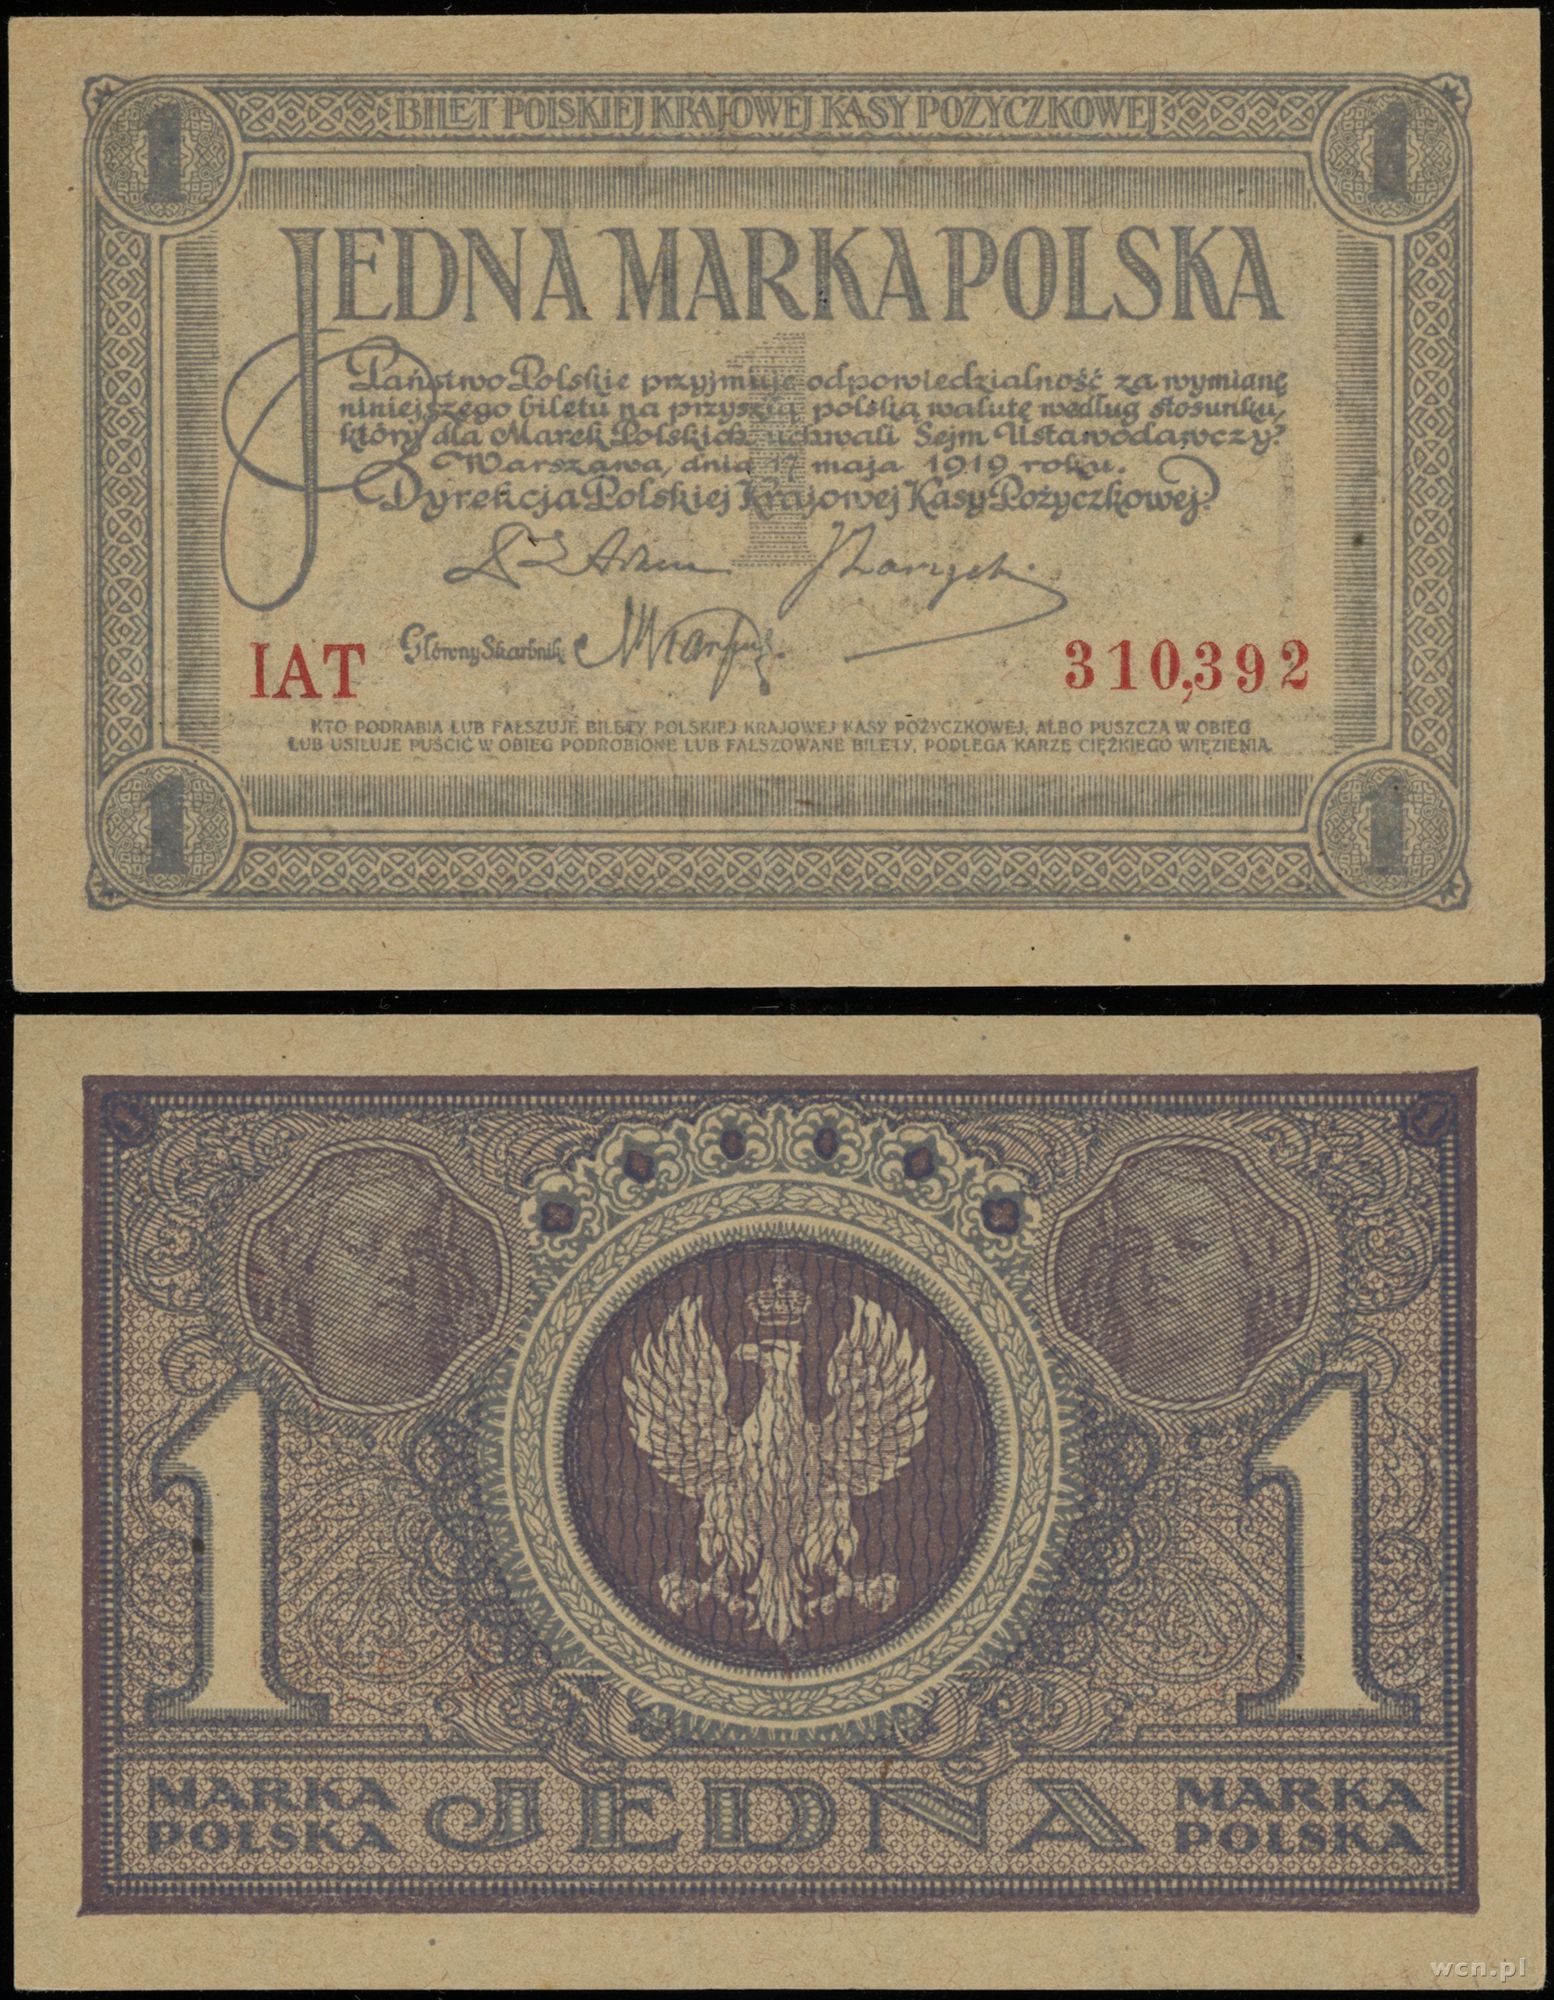 1 BILET POLSKIEJ KRAJOWEJ KASY POŻYCZKOWEJ 1
JEDNA MARKA POLSKA
1
Państwo Polskie przyjmuje odpowiedzialność za wymianę
niniejszego biletu na przyszłą polską walutę według stosunku,
który dla Marek Polskich uchwali Sejm Ustawodawczy.
Warszawa, dnia 17 maja 1919 roku.
Dyrekcja Polskiej Krajowej Kasy Pożyczkowej:
IAT Główny Skarbnik: 310,392
KTO PODRABIA LUB FAŁSZUJE BILETY POLSKIEJ KRAJOWEJ KASY POŻYCZKOWEJ, ALBO PUSZCZA W OBIEG
LUB USIŁUJE PUŚCIĆ W OBIEG PODROBIONE LUB FAŁSZOWANE BILETY, PODLEGA KARZE CIĘŻKIEGO WIĘZIENIA.
1 1
1 1
1 1
MARKA POLSKA JEDNA MARKA POLSKA
wcn.pl